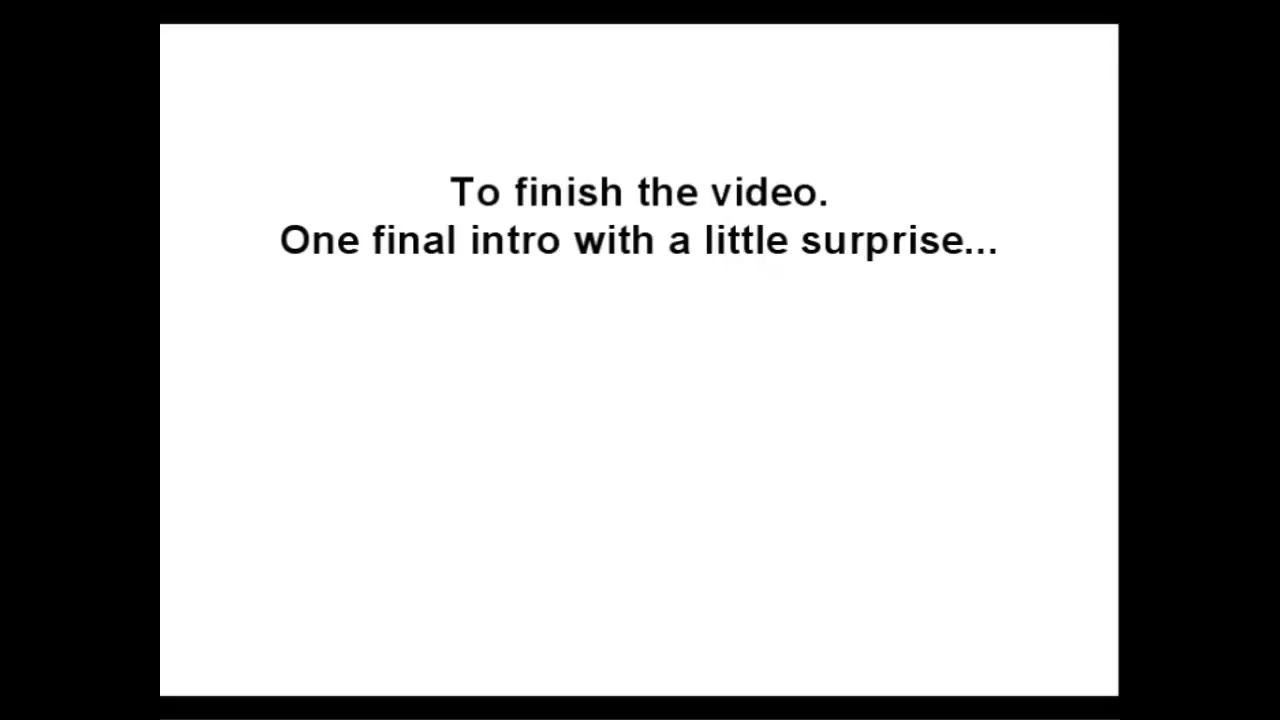 To finish the video.
One final intro with a little surprise...